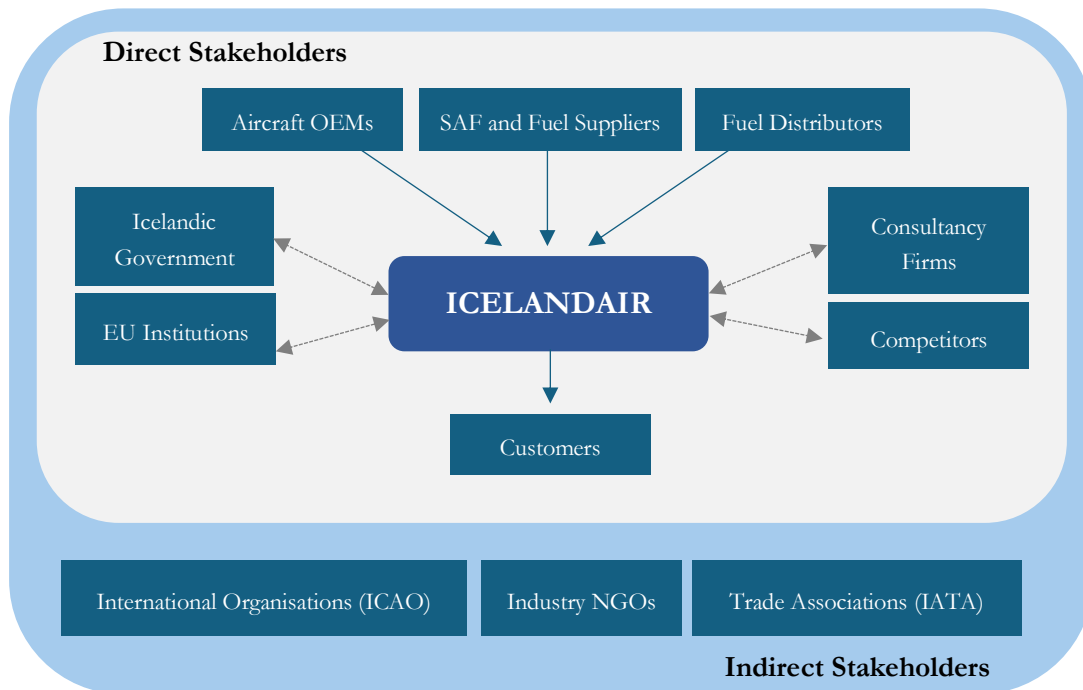 Direct Stakeholders
Aircraft OEMs
SAF and Fuel Suppliers
Fuel Distributors
Icelandic
Government
Consultancy
Firms
ICELANDAIR
EU Institutions
Competitors
Customers
International Organisations (ICAO)
Industry NGOs
Trade Associations (IATA)
Indirect Stakeholders